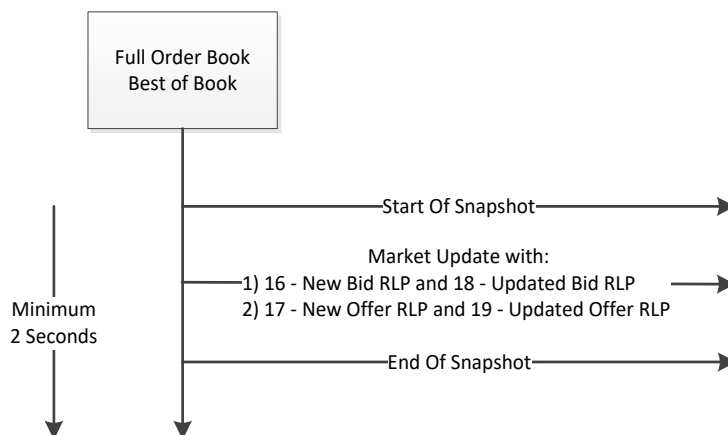 Full Order Book
Best of Book
Start Of Snapshot
Market Update with:
1) 16 - New Bid RLP and 18 - Updated Bid RLP
2) 17 - New Offer RLP and 19 - Updated Offer RLP
Minimum
2 Seconds
End Of Snapshot